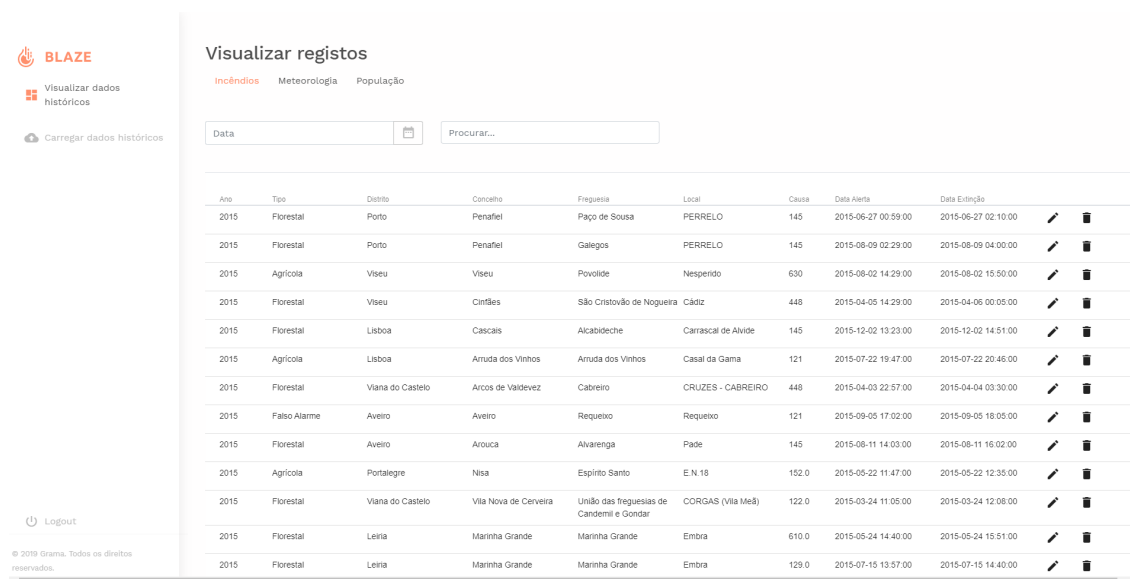 BLAZE
Visualizar dados
históricos
Carregar dados históricos
Logout
© 2019 Grama. Todos os direitos
reservados.
Visualizar registos
Incêndios Meteorologia População
Data Procurar...
Ano Tipo Distrito Concelho Freguesia Local Causa Data Alerta Data Extinção
2015 Florestal Porto Penafiel Paço de Sousa PERRELO 145 2015-06-27 00:59:00 2015-06-27 02:10:00
2015 Florestal Porto Penafiel Galegos PERRELO 145 2015-08-09 02:29:00 2015-08-09 04:00:00
2015 Agrícola Viseu Viseu Povolide Nesperido 630 2015-08-02 14:29:00 2015-08-02 15:50:00
2015 Florestal Viseu Cinfães São Cristovão de Nogueira Cádiz 448 2015-04-05 14:29:00 2015-04-06 00:05:00
2015 Florestal Lisboa Cascais Alcabideche Carrascal de Alvide 145 2015-12-02 13:23:00 2015-12-02 14:51:00
2015 Agrícola Lisboa Arruda dos Vinhos Arruda dos Vinhos Casal da Gama 121 2015-07-22 19:47:00 2015-07-22 20:46:00
2015 Florestal Viana do Castelo Arcos de Valdevez Cabreiro CRUZES - CABREIRO 448 2015-04-03 22:57:00 2015-04-04 03:30:00
2015 Falso Alarme Aveiro Aveiro Requeixo Requeixo 121 2015-09-05 17:02:00 2015-09-05 18:05:00
2015 Florestal Aveiro Arouca Alvarenga Pade 145 2015-08-11 14:03:00 2015-08-11 16:02:00
2015 Agrícola Portalegre Nisa Espírito Santo E.N.18 152.0 2015-05-22 11:47:00 2015-05-22 12:35:00
2015 Florestal Viana do Castelo Vila Nova de Cerveira União das freguesias de CORGAS (Vila Meã) 122.0 2015-03-24 11:05:00 2015-03-24 12:08:00
Candemil e Gondar
2015 Florestal Leiria Marinha Grande Marinha Grande Embra 610.0 2015-05-24 14:40:00 2015-05-24 15:51:00
2015 Florestal Leiria Marinha Grande Marinha Grande Embra 129.0 2015-07-15 13:57:00 2015-07-15 14:40:00